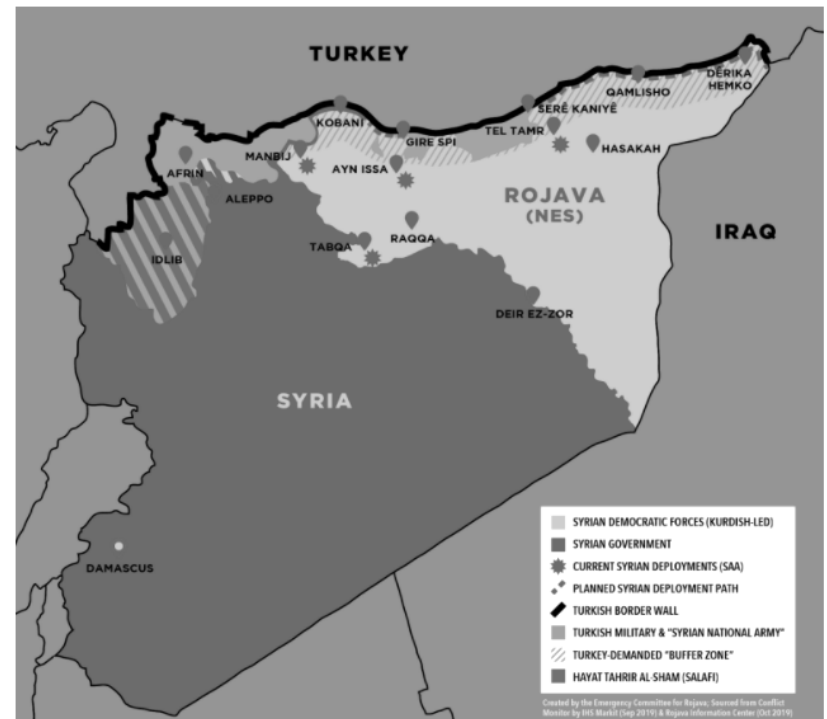 TURKEY
DÊRIKA
HEMKO
QAMLISHO
SERÊ KANIYÊ
KOBANI
GIRE SPI
TEL TAMR
HASAKAH
MANBIJ
AYN ISSA
AFRIN
ALEPPO
ROJAVA
(NES)
IRAQ
RAQQA
TABQA
IDLIB
DEIR EZ-ZOR
SYRIA
DAMASCUS
SYRIAN DEMOCRATIC FORCES (KURDISH-LED)
SYRIAN GOVERNMENT
CURRENT SYRIAN DEPLOYMENTS (SAA)
PLANNED SYRIAN DEPLOYMENT PATH
TURKISH BORDER WALL
TURKISH MILITARY & "SYRIAN NATIONAL ARMY"
TURKEY-DEMANDED "BUFFER ZONE"
HAYAT TAHRIR AL-SHAM (SALAFI)
Created by the Emergency Committee for Rojava; Sourced from Conflict
Monitor by IHS Markit (Sep 2019) & Rojava Information Center (Oct 2019)